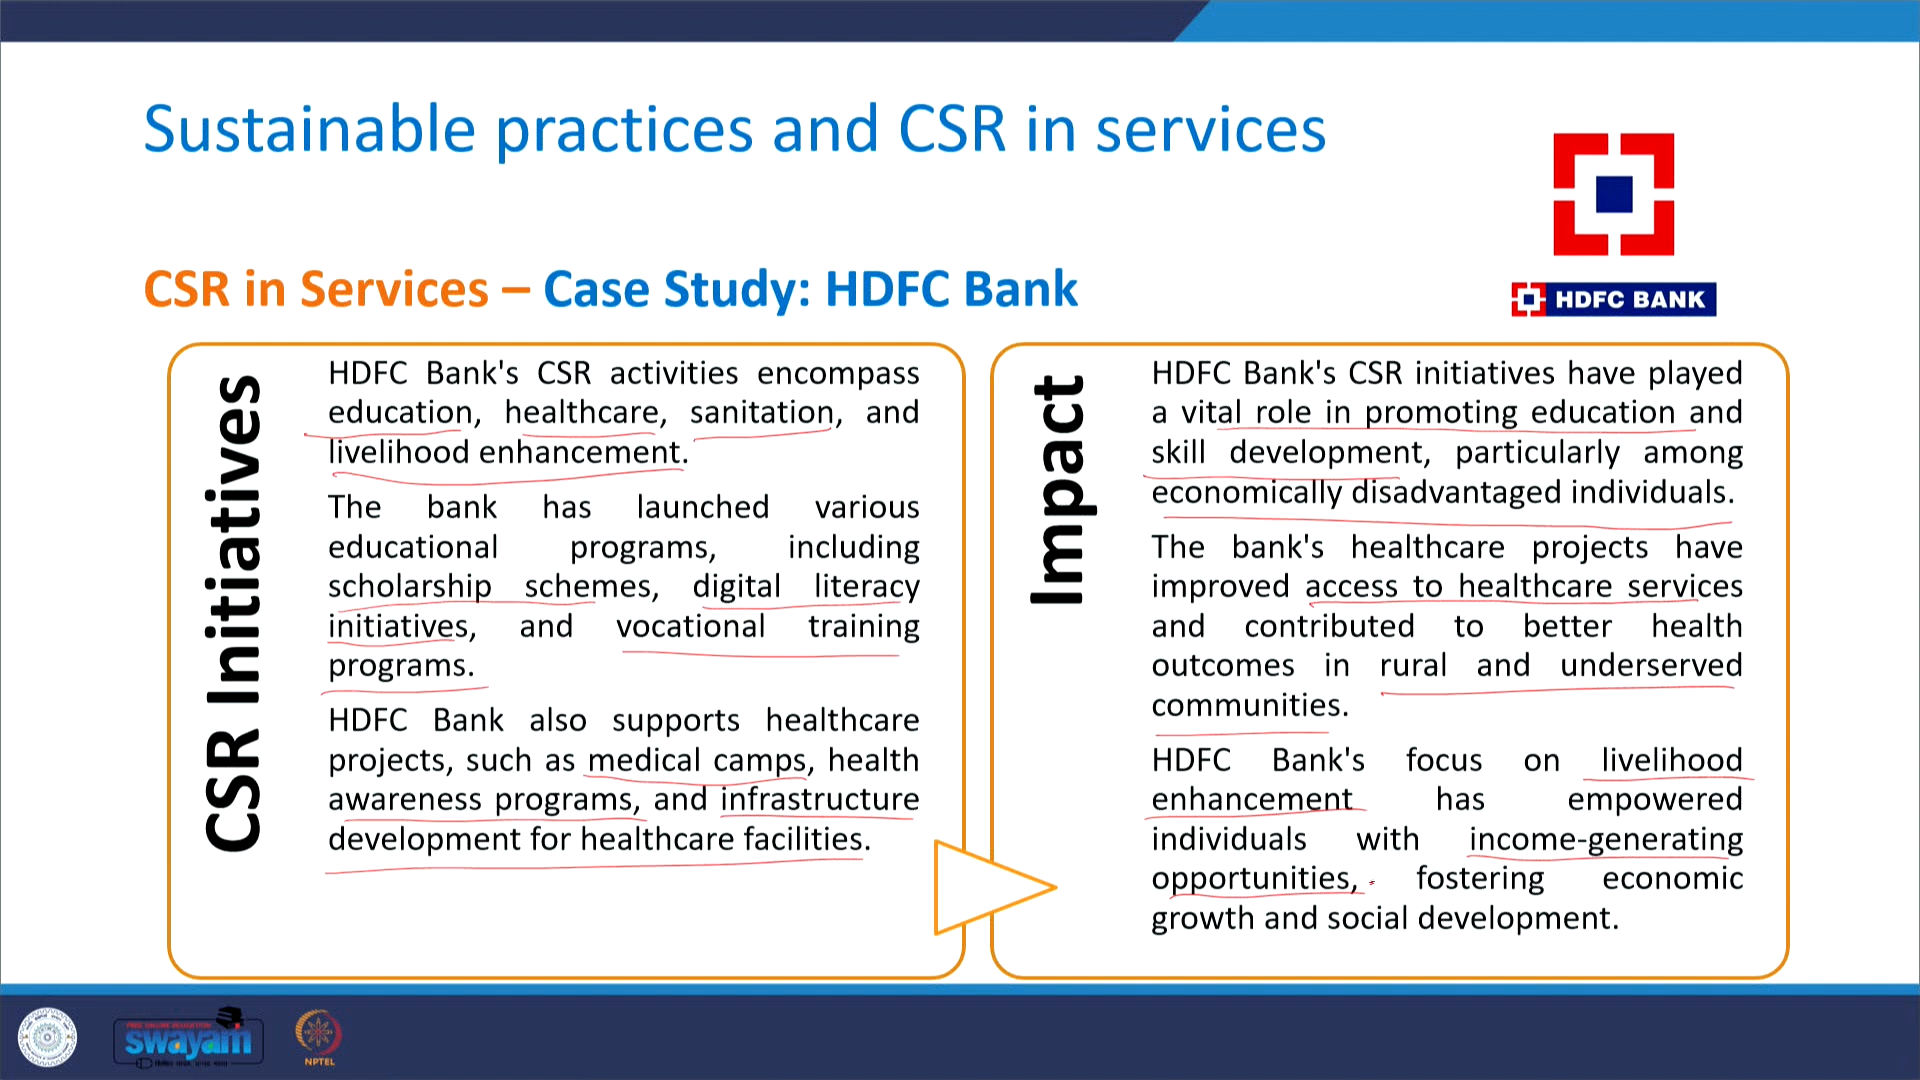 Sustainable practices and CSR in services
CSR in Services – Case Study: HDFC Bank
HDFC BANK
CSR Initiatives
HDFC Bank's CSR activities encompass
education, healthcare, sanitation, and
livelihood enhancement.
The bank has launched various
educational programs, including
scholarship schemes, digital literacy
initiatives, and vocational training
programs.
HDFC Bank also supports healthcare
projects, such as medical camps, health
awareness programs, and infrastructure
development for healthcare facilities.
Impact
HDFC Bank's CSR initiatives have played
a vital role in promoting education and
skill development, particularly among
economically disadvantaged individuals.
The bank's healthcare projects have
improved access to healthcare services
and contributed to better health
outcomes in rural and underserved
communities.
HDFC Bank's focus on livelihood
enhancement has empowered
individuals with income-generating
opportunities, fostering economic
growth and social development.
FREE ONLINE EDUCATION
swayam
NPTEL